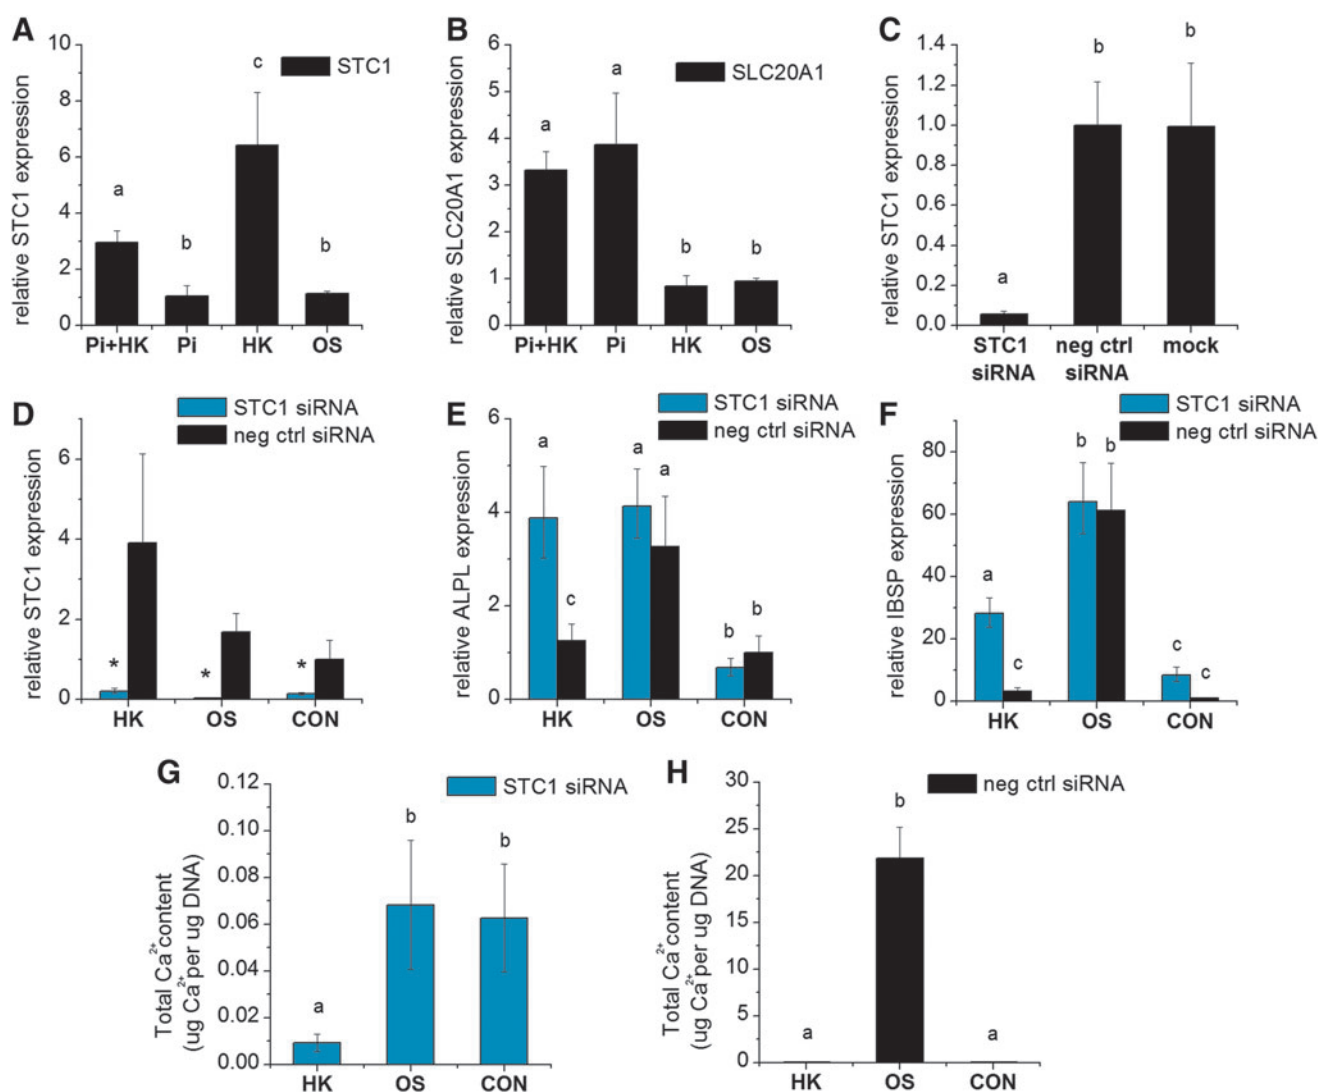 A
relative STC1 expression
10
8
6
4
2
0
STC1
a
b
c
b
Pi+HK Pi HK OS
B
relative SLC20A1 expression
6
5
4
3
2
1
0
SLC20A1
a
a
b
b
Pi+HK Pi HK OS
C
relative STC1 expression
1.4
1.2
1.0
0.8
0.6
0.4
0.2
0.0
a
b
b
STC1 neg ctrl mock
siRNA siRNA
D
STC1 siRNA
neg ctrl siRNA
relative STC1 expression
6
4
2
0
*
*
*
HK OS CON
E
STC1 siRNA
neg ctrl siRNA
relative ALPL expression
6
4
2
0
a
c
a
a
b
b
HK OS CON
F
STC1 siRNA
neg ctrl siRNA
relative IBSP expression
80
60
40
20
0
a
c
b
b
c
c
HK OS CON
G
STC1 siRNA
Total Ca2+content
(ug Ca2+per ug DNA)
0.12
0.10
0.08
0.06
0.04
0.02
0.00
a
b
b
HK OS CON
H
neg ctrl siRNA
Total Ca2+content
(ug Ca2+per ug DNA)
30
25
20
15
10
5
0
a
b
a
HK OS CON